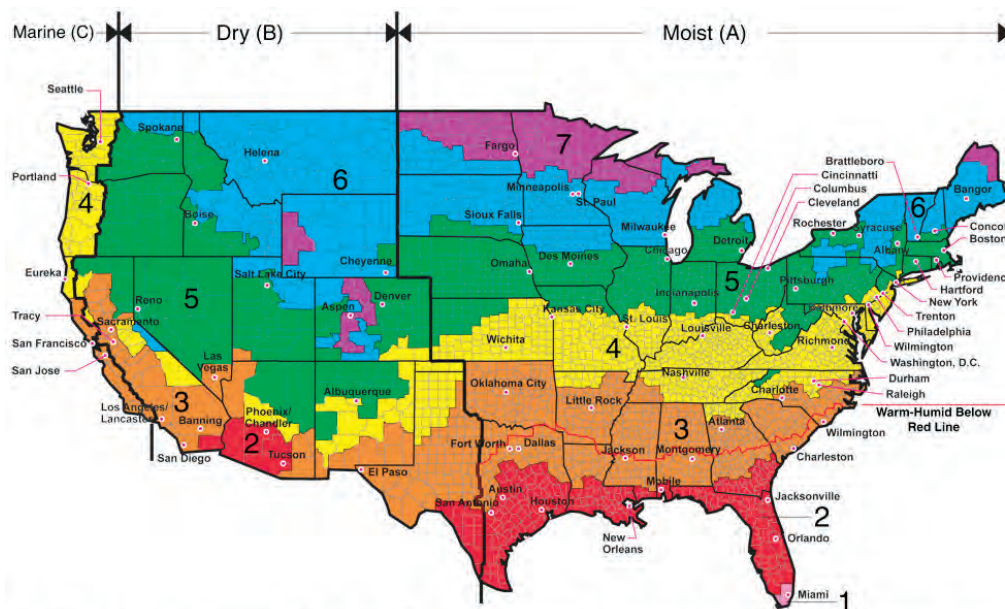 Marine (C)
Dry (B)
Moist (A)
Seattle
Spokane
Helena
Fargo
7
Brattleboro
Cincinnatti
Columbus
Cleveland
Portland
4
6
Minneapolis
St. Paul
6
Bangor
Boise
Sioux Falls
Milwaukee
Rochester
Syracuse
Concol
Boston
Detroit
Albany
Eureka
Salt Lake City
Cheyenne
Omaha
Des Moines
Chicago
5
Pittsburgh
Providenc
Hartford
Reno
5
Aspen
Denver
Indianapolis
New York
Tracy
Kansas City
St. Louis
Trenton
Sacramanto
Louisville
Charleston
Philadelphia
San Francisco
Wichita
4
Richmond
Wilmington
San Jose
Las
Vegas
Nashville
Washington, D.C.
Albuquerque
Oklahoma City
Durham
3
Charlotte
Raleigh
Los Angeles/
Lancaster
Phoenix/
Chandler
Little Rock
Warm-Humid Below
Red Line
Banning
2
3
Atlanta
Wilmington
San Diego
Tucson
Fort Worth
Dallas
Jackson
Montgomery
Charleston
El Paso
Mobile
Austin
Houston
San Antonio
Jacksonville
2
New
Orleans
Orlando
Miami
1